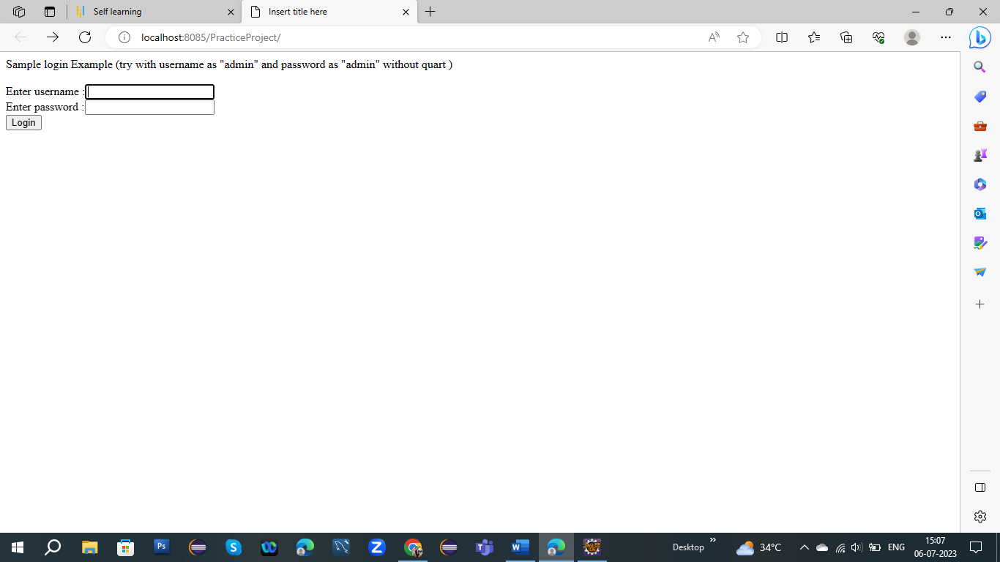 Self learning
Insert title here
localhost:8085/PracticeProject/
Sample login Example (try with username as "admin" and password as "admin" without quart )
Enter username :
Enter password :
Login
Desktop
34°C
ENG
15:07
06-07-2023